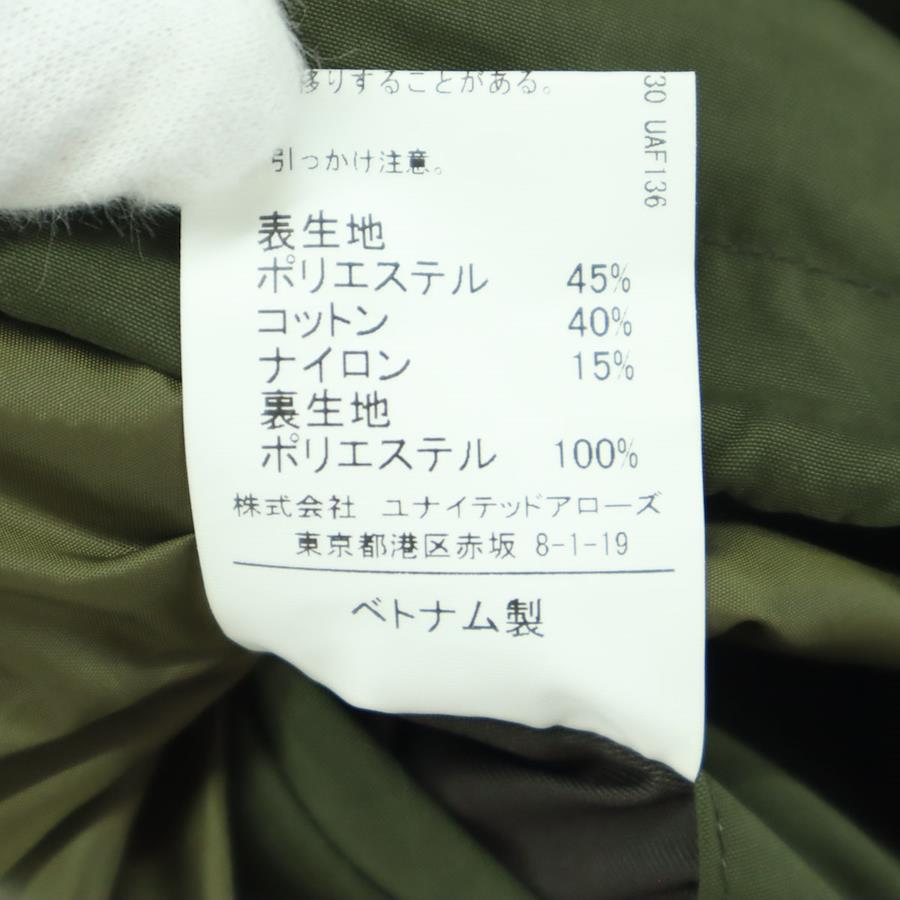 移りすることがある。
引っかけ注意。
表生地
ポリエステル 45%
コットン 40%
ナイロン 15%
裏生地
ポリエステル 100%
株式会社 ユナイテッドアローズ
東京都港区赤坂 8-1-19
ベトナム製
30 UAF136